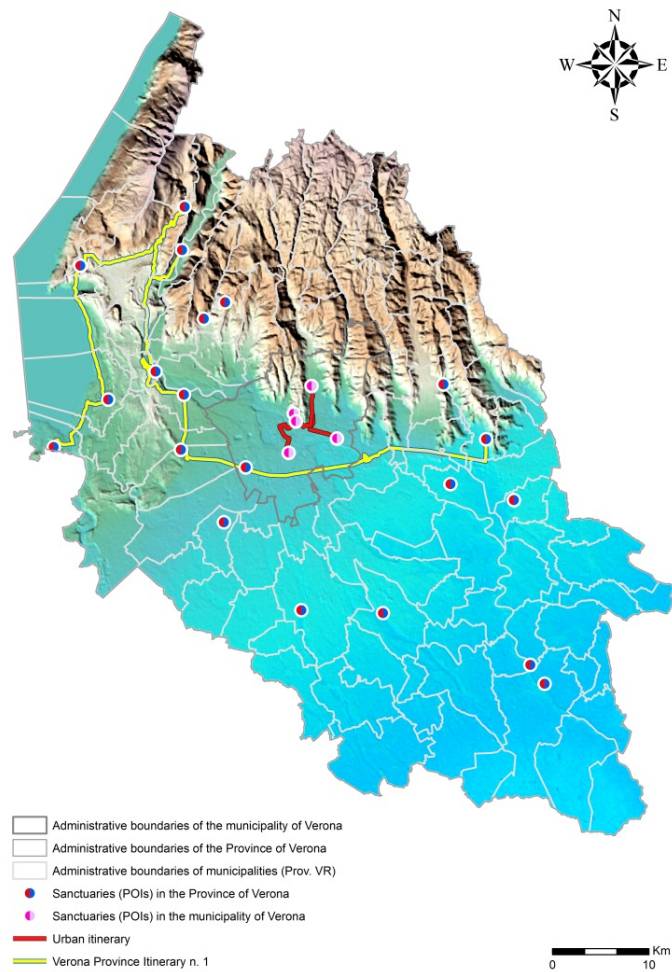 N
W E
S
Administrative boundaries of the municipality of Verona
Administrative boundaries of the Province of Verona
Administrative boundaries of municipalities (Prov. VR)
Sanctuaries (POIs) in the Province of Verona
Sanctuaries (POIs) in the municipality of Verona
Urban itinerary
Verona Province Itinerary n. 1
Km
0 10